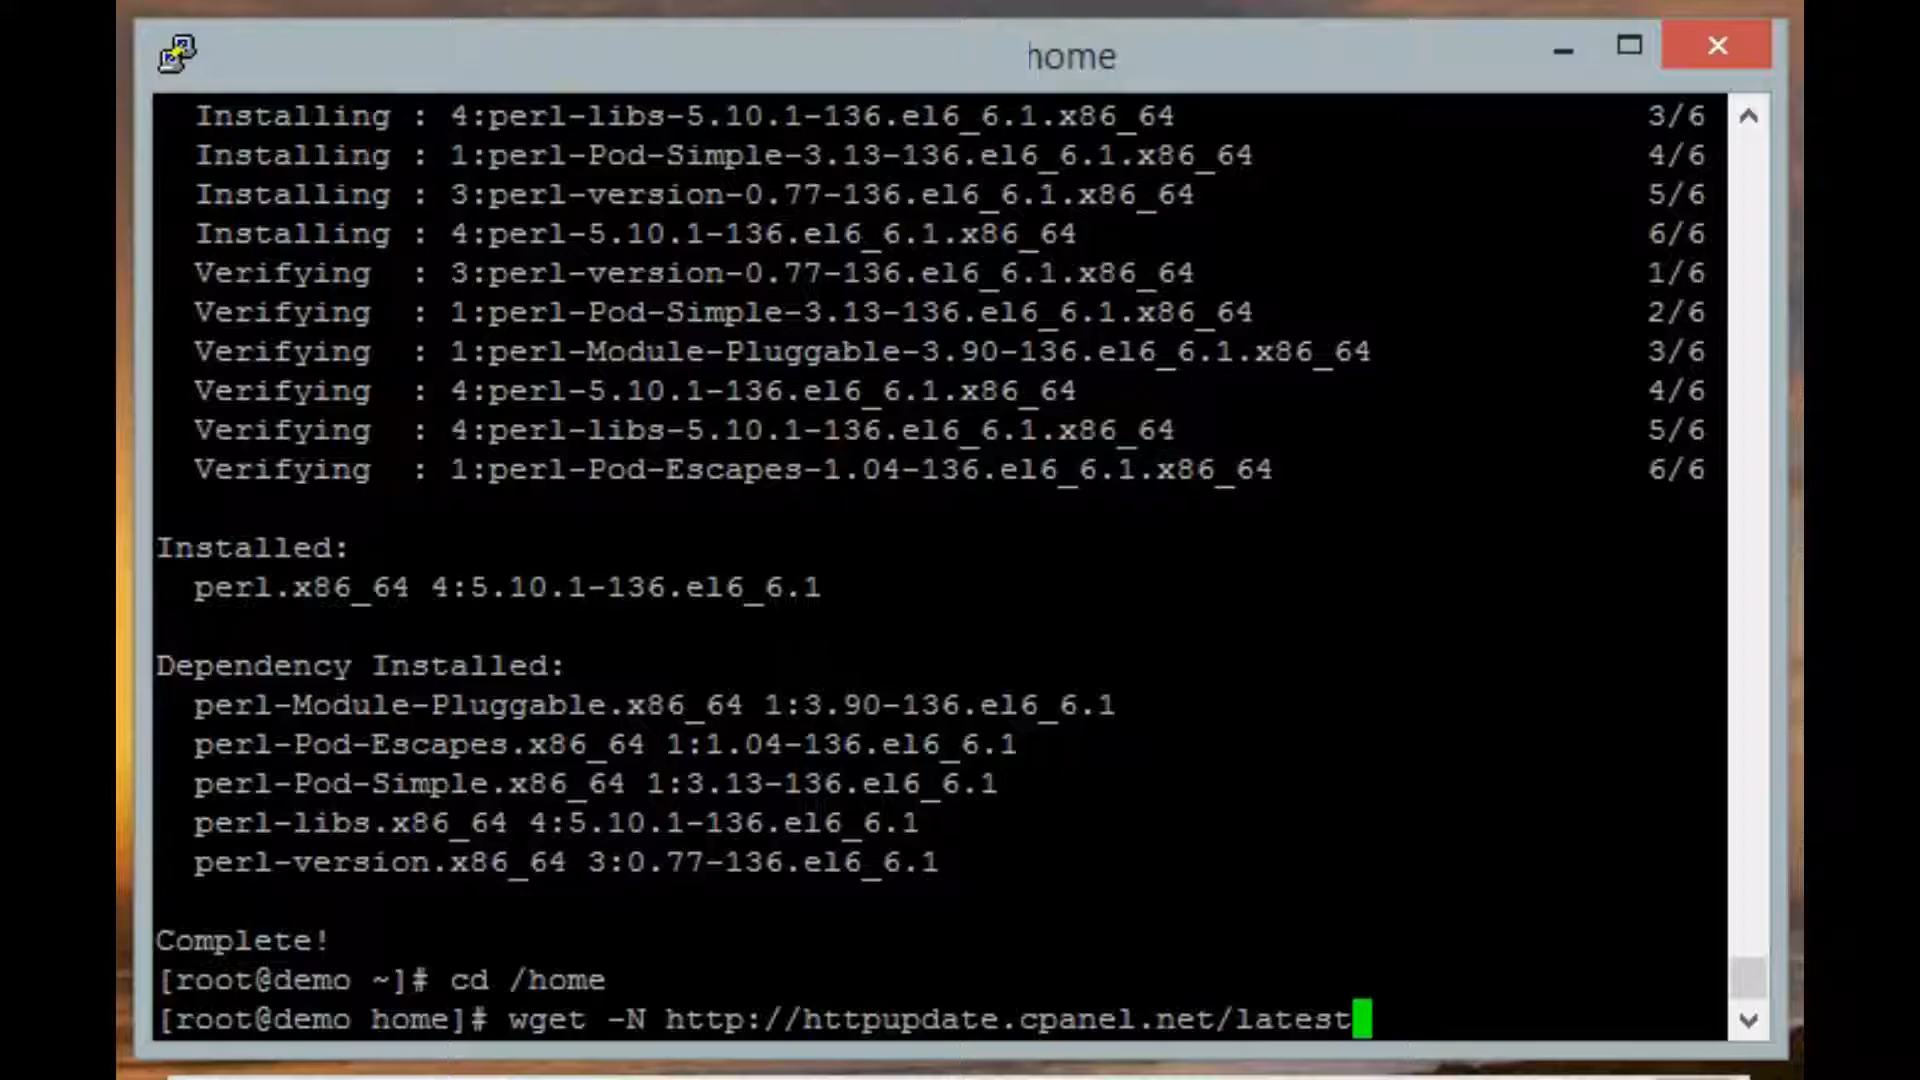 home
Installing : 4:perl-libs-5.10.1-136.el6_6.1.x86_64 3/6
Installing : 1:perl-Pod-Simple-3.13-136.el6_6.1.x86_64 4/6
Installing : 3:perl-version-0.77-136.el6_6.1.x86_64 5/6
Installing : 4:perl-5.10.1-136.el6_6.1.x86_64 6/6
Verifying : 3:perl-version-0.77-136.el6_6.1.x86_64 1/6
Verifying : 1:perl-Pod-Simple-3.13-136.el6_6.1.x86_64 2/6
Verifying : 1:perl-Module-Pluggable-3.90-136.el6_6.1.x86_64 3/6
Verifying : 4:perl-5.10.1-136.el6_6.1.x86_64 4/6
Verifying : 4:perl-libs-5.10.1-136.el6_6.1.x86_64 5/6
Verifying : 1:perl-Pod-Escapes-1.04-136.el6_6.1.x86_64 6/6
Installed:
perl.x86_64 4:5.10.1-136.el6_6.1
Dependency Installed:
perl-Module-Pluggable.x86_64 1:3.90-136.el6_6.1
perl-Pod-Escapes.x86_64 1:1.04-136.el6_6.1
perl-Pod-Simple.x86_64 1:3.13-136.el6_6.1
perl-libs.x86_64 4:5.10.1-136.el6_6.1
perl-version.x86_64 3:0.77-136.el6_6.1
Complete!
[root@demo ~]# cd /home
[root@demo home]# wget -N http://httpupdate.cpanel.net/latest